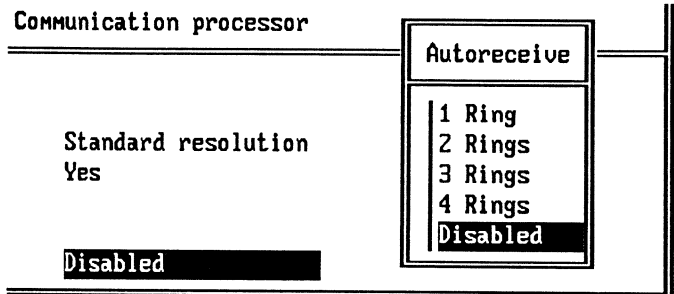 Communication processor
Autoreceive
1 Ring
2 Rings
3 Rings
4 Rings
Disabled
Standard resolution
Yes
Disabled